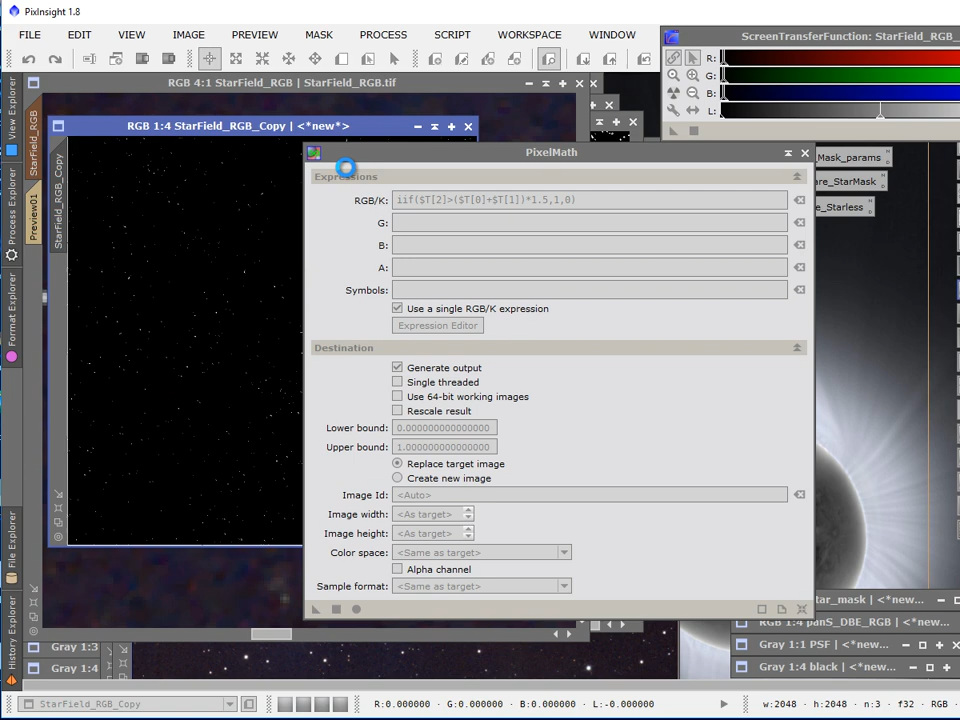 PixInsight 1.8
FILE EDIT VIEW IMAGE PREVIEW MASK PROCESS SCRIPT WORKSPACE WINDOW
ScreenTransferFunction: StarField_RGB_
R:
G:
B:
L:
View Explorer
Process Explorer
Format Explorer
File Explorer
History Explorer
RGB 4:1 StarField_RGB | StarField_RGB.tif
StarField_RGB
Preview01
RGB 1:4 StarField_RGB_Copy | <*new*>
StarField_RGB_Copy
PixelMath
Expressions
RGB/K: iif($T[2]>($T[0]+$T[1])*1.5,1,0)
G:
B:
A:
Symbols:
Use a single RGB/K expression
Expression Editor
Destination
Generate output
Single threaded
Use 64-bit working images
Rescale result
Lower bound: 0.00000000000000
Upper bound: 1.00000000000000
Replace target image
Create new image
Image Id: <Auto>
Image width: <As target>
Image height: <As target>
Color space: <Same as target>
Alpha channel
Sample format: <Same as target>
Mask_params
are_StarMask
e_Starless
tar_mask | <*new...
RGB 1:4 panS_DBE_RGB | <*new...
Gray 1:1 PSF | <*new*...
Gray 1:4 black | <*new...
Gray 1:3
Gray 1:4
StarField_RGB_Copy
R:0.000000 · G:0.000000 · B:0.000000 · L:-0.000000
w:2048 · h:2048 · n:3 · f32 · RGB ·